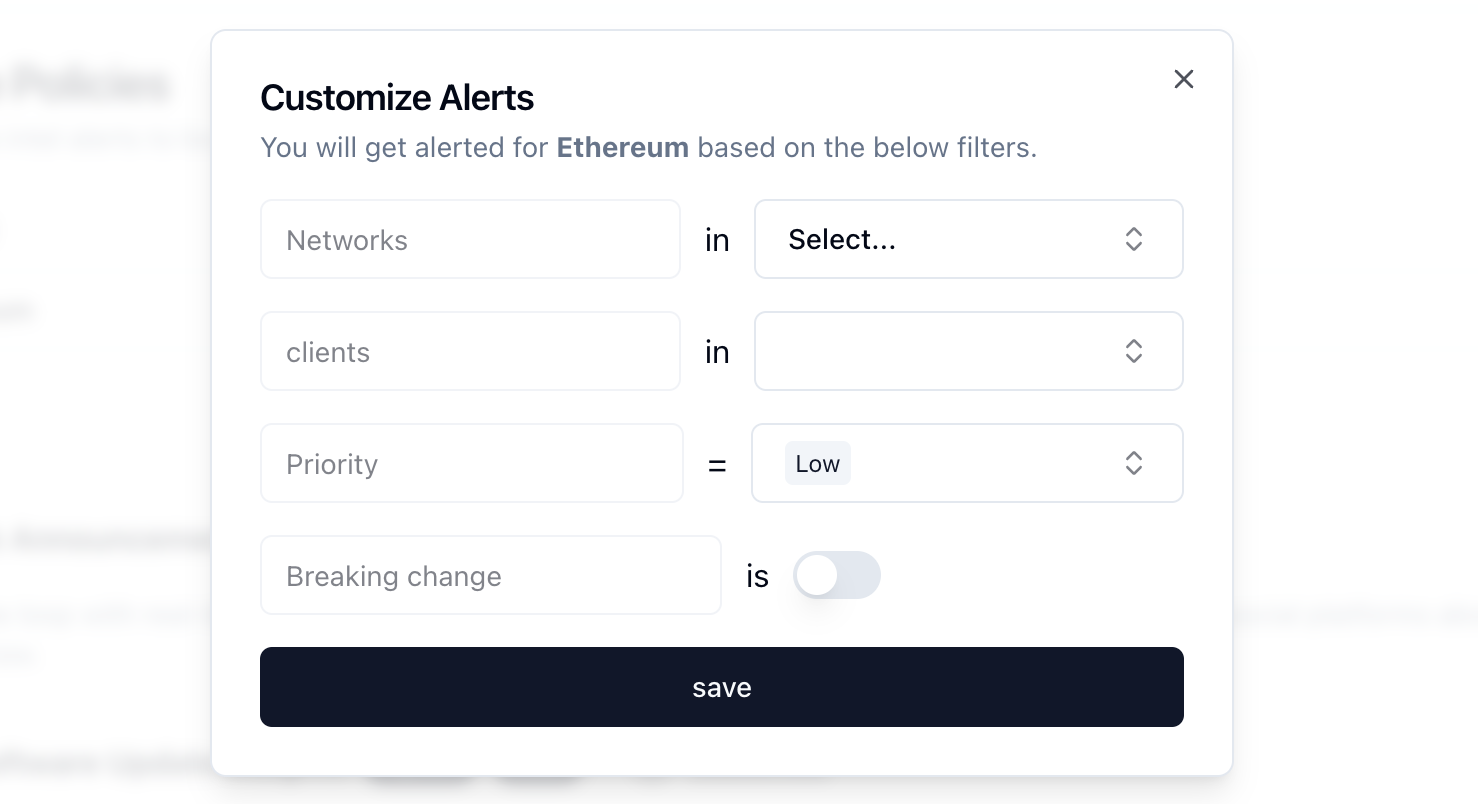 Policies
Customize Alerts
You will get alerted for Ethereum based on the below filters.
Networks in Select...
clients in
Priority = Low
Breaking change is
save